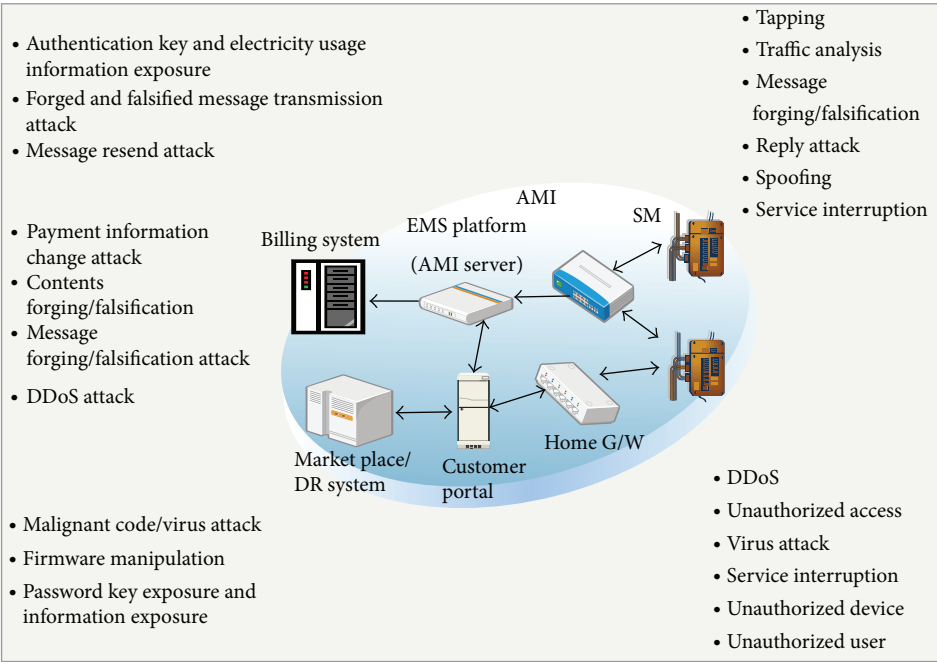 • Authentication key and electricity usage
information exposure
• Forged and falsified message transmission
attack
• Message resend attack
• Tapping
• Traffic analysis
• Message
forging/falsification
• Reply attack
• Spoofing
• Service interruption
• Payment information
change attack
• Contents
forging/falsification
• Message
forging/falsification attack
• DDoS attack
AMI
SM
EMS platform
(AMI server)
Billing system
Market place/
DR system
Customer
portal
Home G/W
• Malignant code/virus attack
• Firmware manipulation
• Password key exposure and
information exposure
• DDoS
• Unauthorized access
• Virus attack
• Service interruption
• Unauthorized device
• Unauthorized user